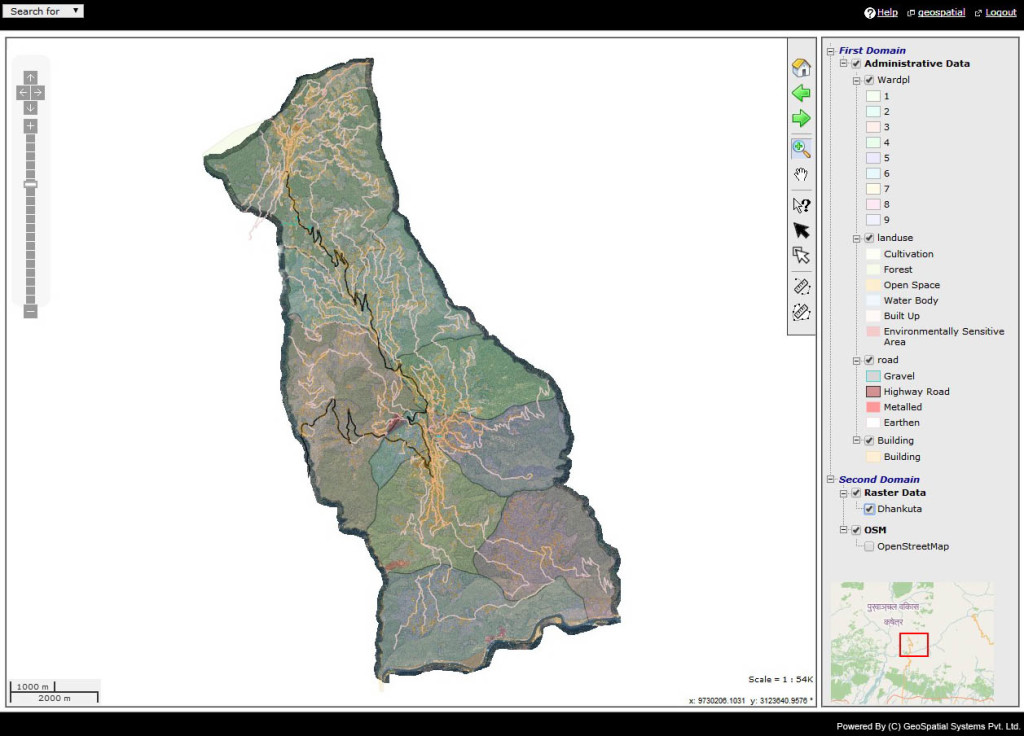 Search for
Help geospatial Logout
First Domain
Administrative Data
Wardpl
1
2
3
4
5
6
7
8
9
landuse
Cultivation
Forest
Open Space
Water Body
Built Up
Environmentally Sensitive
Area
road
Gravel
Highway Road
Metalled
Earthen
Building
Building
Second Domain
Raster Data
Dhankuta
OSM
OpenStreetMap
क्षेत्र
1000 m
2000 m
Scale = 1 : 54K
x: 9730206.1031 y: 3123640.9576 *
Powered By (C) GeoSpatial Systems Pvt. Ltd.